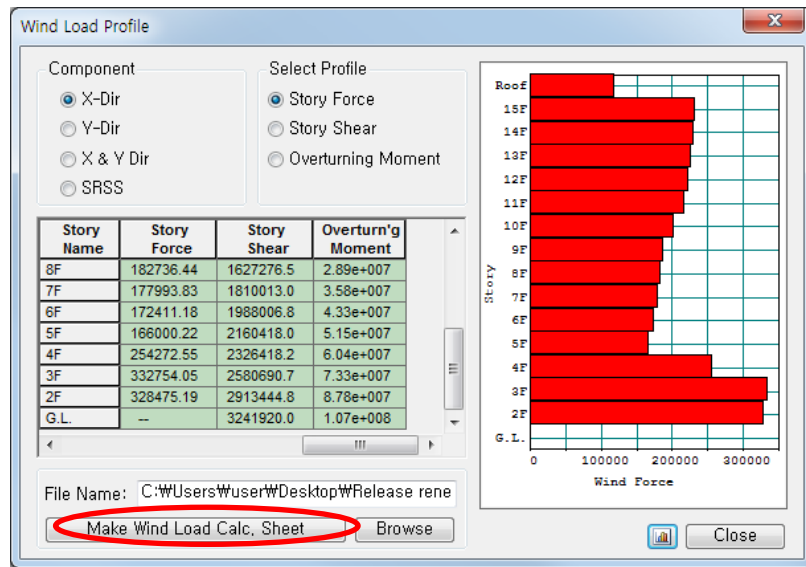 Wind Load Profile
Component
X-Dir
Y-Dir
X & Y Dir
SRSS
Select Profile
Story Force
Story Shear
Overturning Moment
Story Name Story Force Story Shear Overturn'g Moment
8F 182736.44 1627276.5 2.89e+007
7F 177993.83 1810013.0 3.58e+007
6F 172411.18 1988006.8 4.33e+007
5F 166000.22 2160418.0 5.15e+007
4F 254272.55 2326418.2 6.04e+007
3F 332754.05 2580690.7 7.33e+007
2F 328475.19 2913444.8 8.78e+007
G.L. -- 3241920.0 1.07e+008
File Name: C:₩Users₩user₩Desktop₩Release rene
Make Wind Load Calc, Sheet
Browse
Story
Roof
15F
14F
13F
12F
11F
10F
9F
8F
7F
6F
5F
4F
3F
2F
G.L.
0 100000 200000 300000
Wind Force
Close